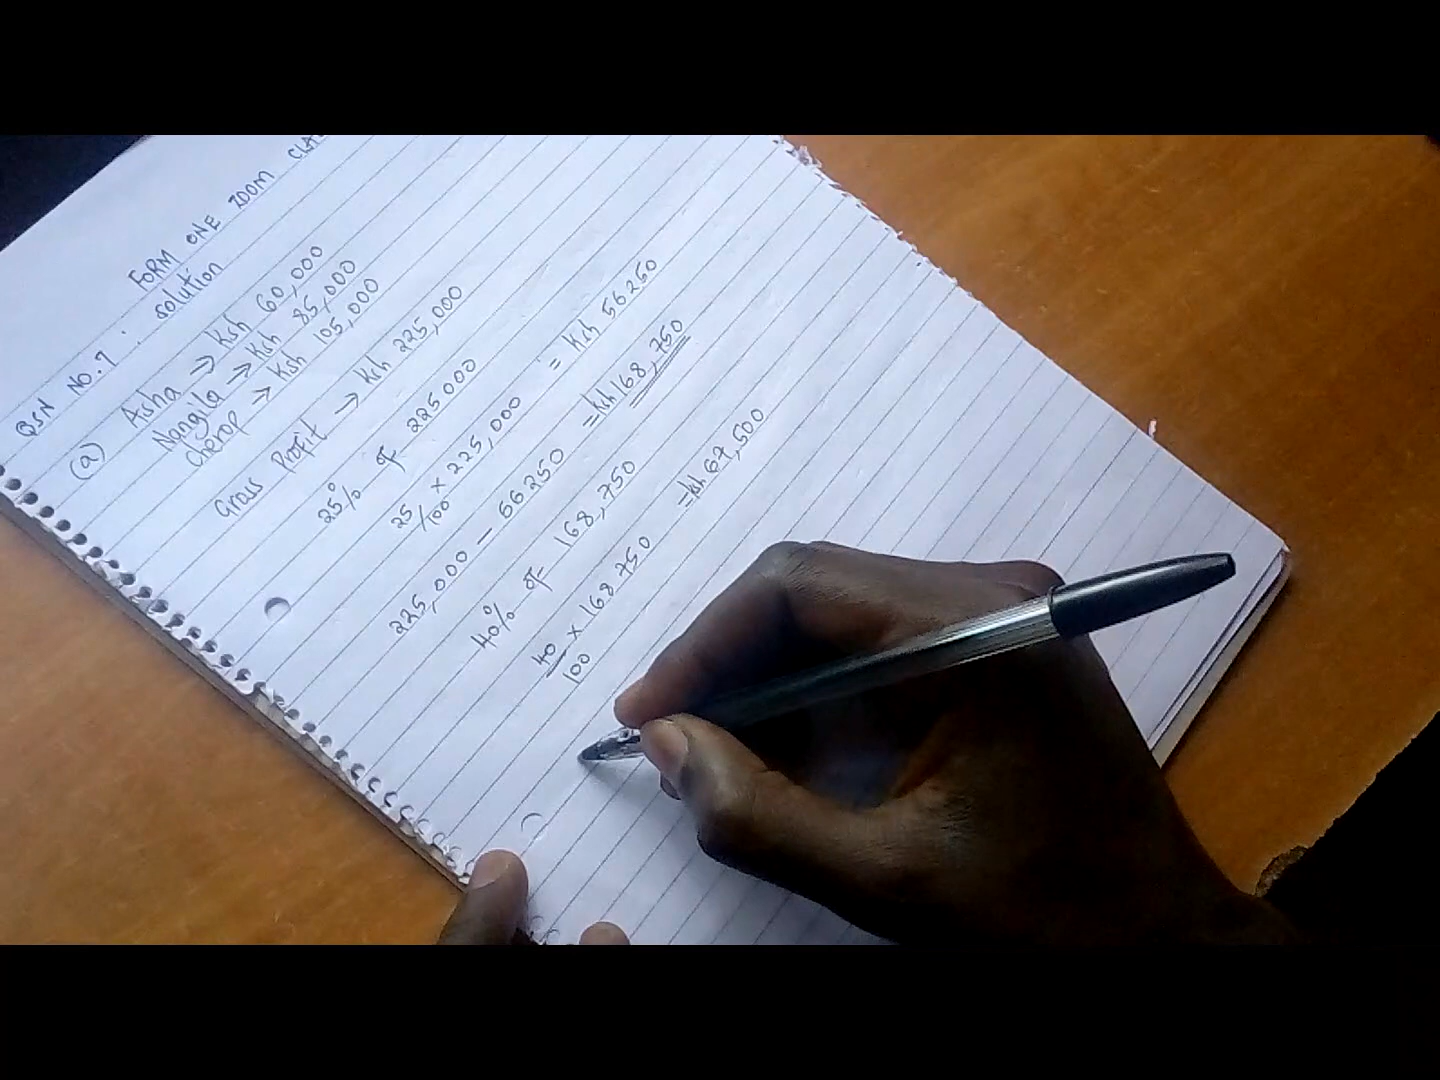 FORM ONE ZOOM
QSN NO.7. Solution
(a) Aisha → Ksh 60,000
Nangila → Ksh 85,000
Cherop → Ksh 105,000
Gross Profit → Ksh 225,000
25% of 225000
25/100 × 225,000 = Ksh 56250
225,000 - 56250 = Ksh 168,750
40% of 168,750
40/100 × 168 750 = Ksh 67,500